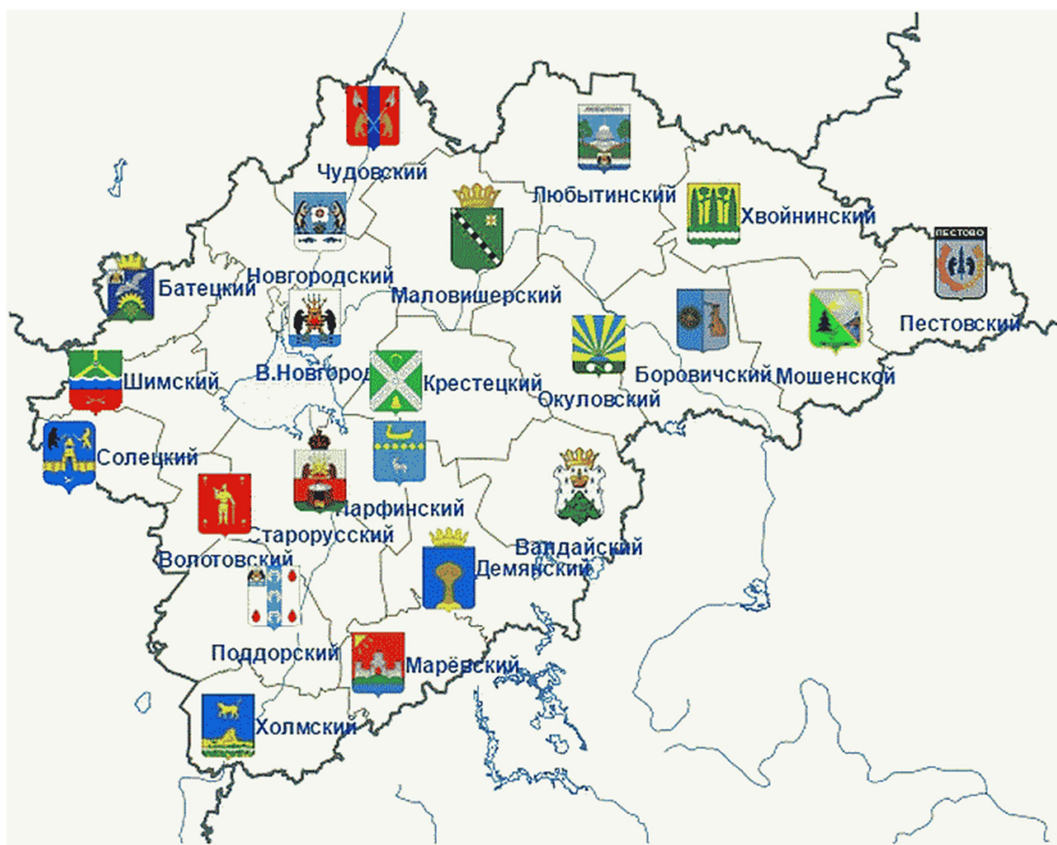 Чудовский
ЛЮБЫТИНО
Любытинский
Хвойнинский
ПЕСТОВО
Новгородский
Батецкий
Маловишерский
Пестовский
В.Новгород
Шимский
Крестецкий
Окуловский
Боровичский
Мошенской
Солецкий
Парфинский
Старорусский
Волотовский
Валдайский
Демянский
Поддорский
Марёвский
Холмский